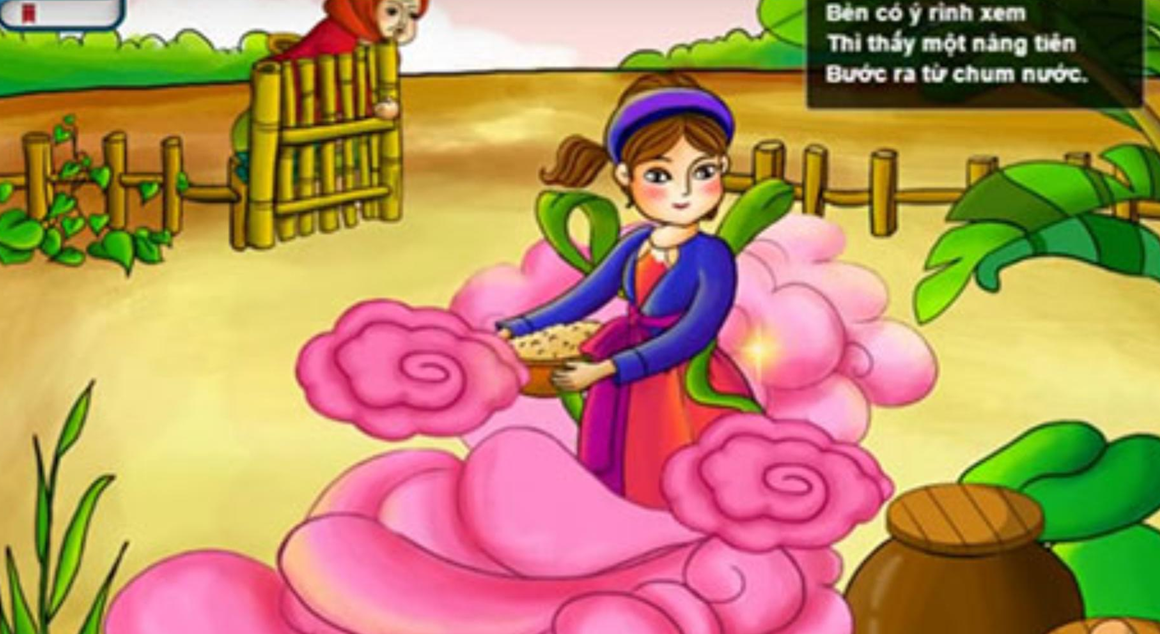 Bèn có ý rình xem
Thì thấy một nàng tiên
Bước ra từ chum nước.